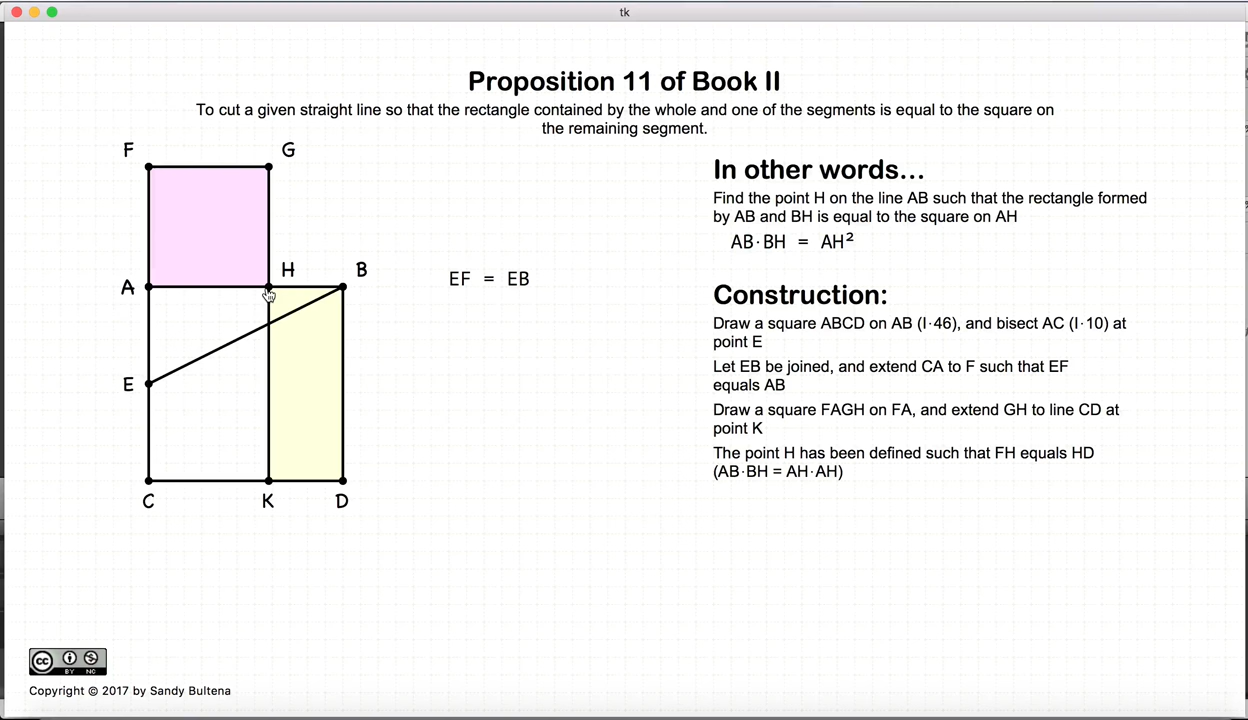 tk
Proposition 11 of Book II
To cut a given straight line so that the rectangle contained by the whole and one of the segments is equal to the square on
the remaining segment.
F
G
A
H
B
E
C
K
D
EF = EB
In other words...
Find the point H on the line AB such that the rectangle formed
by AB and BH is equal to the square on AH
AB·BH = AH²
Construction:
Draw a square ABCD on AB (I·46), and bisect AC (I·10) at
point E
Let EB be joined, and extend CA to F such that EF
equals AB
Draw a square FAGH on FA, and extend GH to line CD at
point K
The point H has been defined such that FH equals HD
(AB·BH = AH·AH)
cc
BY NC
Copyright © 2017 by Sandy Bultena